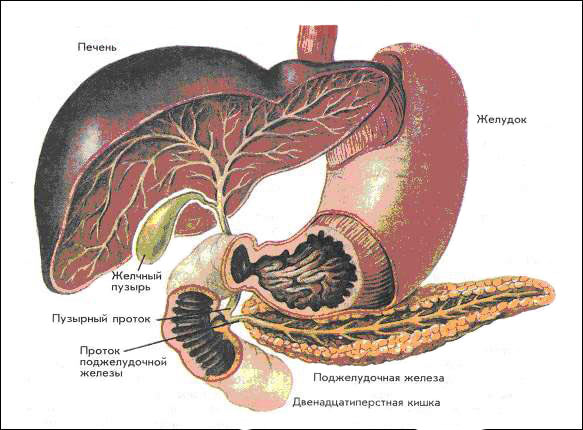 Печень
Желудок
Желчный
пузырь
Пузырный проток
Проток
поджелудочной
железы
Поджелудочная железа
Двенадцатиперстная кишка